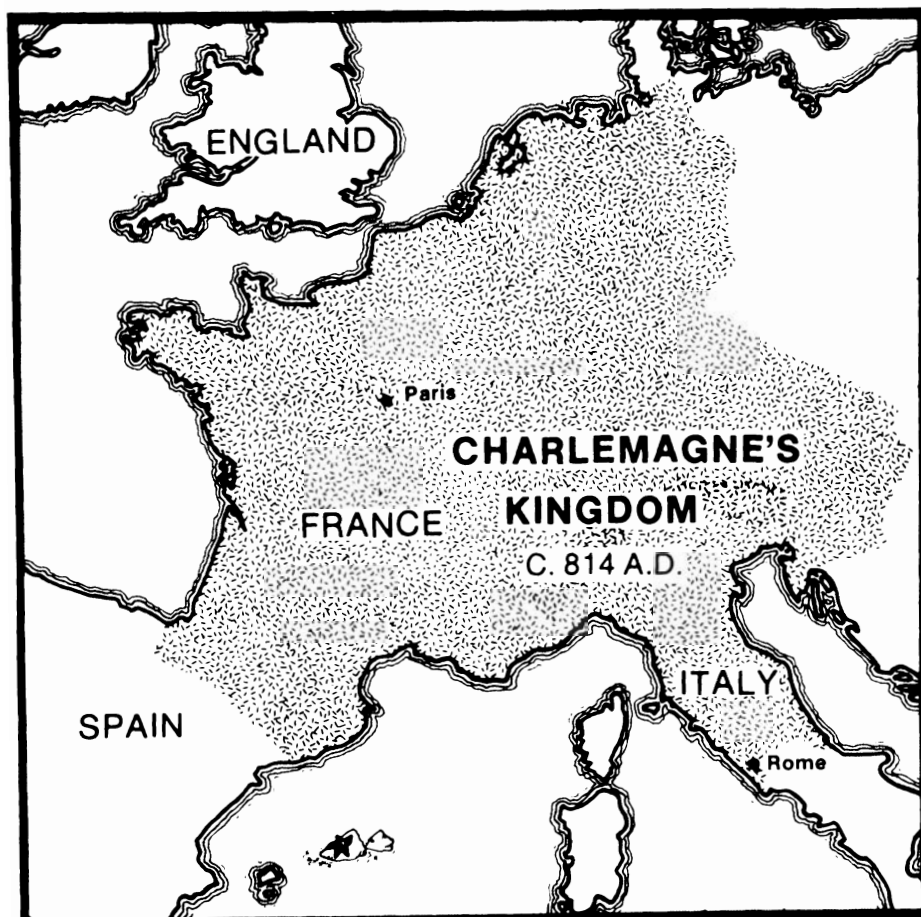 ENGLAND
Paris
CHARLEMAGNE'S
KINGDOM
FRANCE
C. 814 A.D.
ITALY
SPAIN
Rome